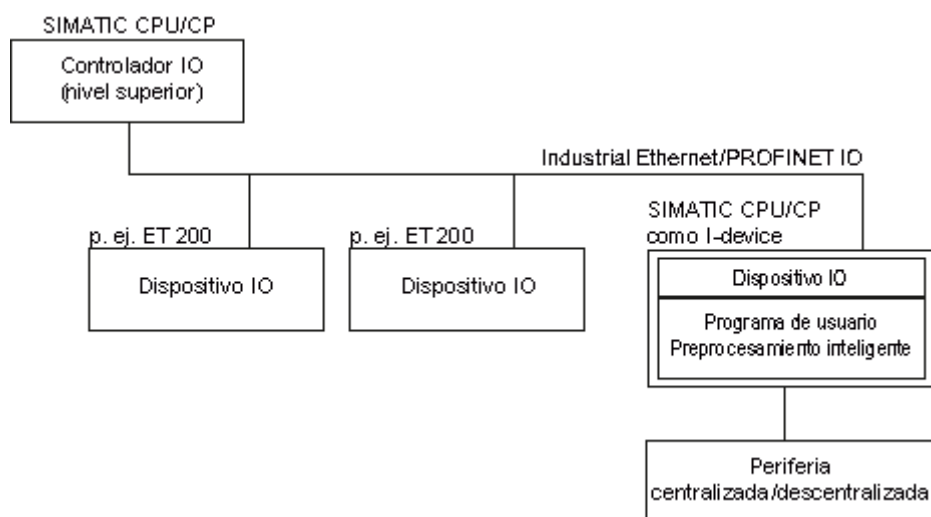 SIMATIC CPU/CP
Controlador IO
(nivel superior)
Industrial Ethernet/PROFINET IO
p. ej. ET 200
Dispositivo IO
p. ej. ET 200
Dispositivo IO
SIMATIC CPU/CP
como I-device
Dispositivo IO
Programa de usuario
Preprocesamiento inteligente
Periferia
centralizada/descentralizada